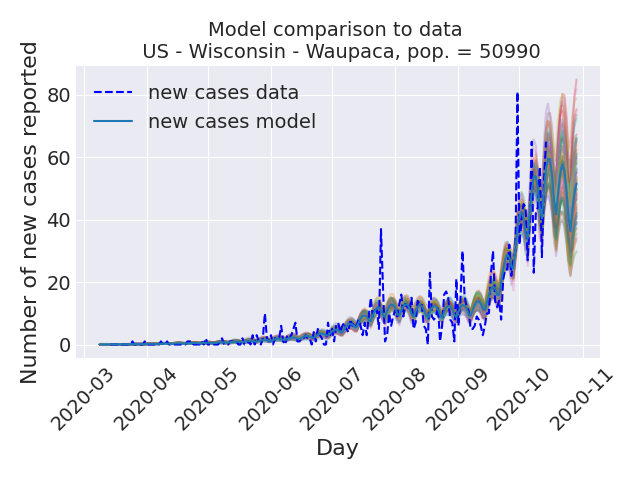 Model comparison to data
US - Wisconsin - Waupaca, pop. = 50990
Number of new cases reported
80
60
40
20
0
new cases data
new cases model
2020-03
2020-04
2020-05
2020-06
2020-07
2020-08
2020-09
2020-10
2020-11
Day